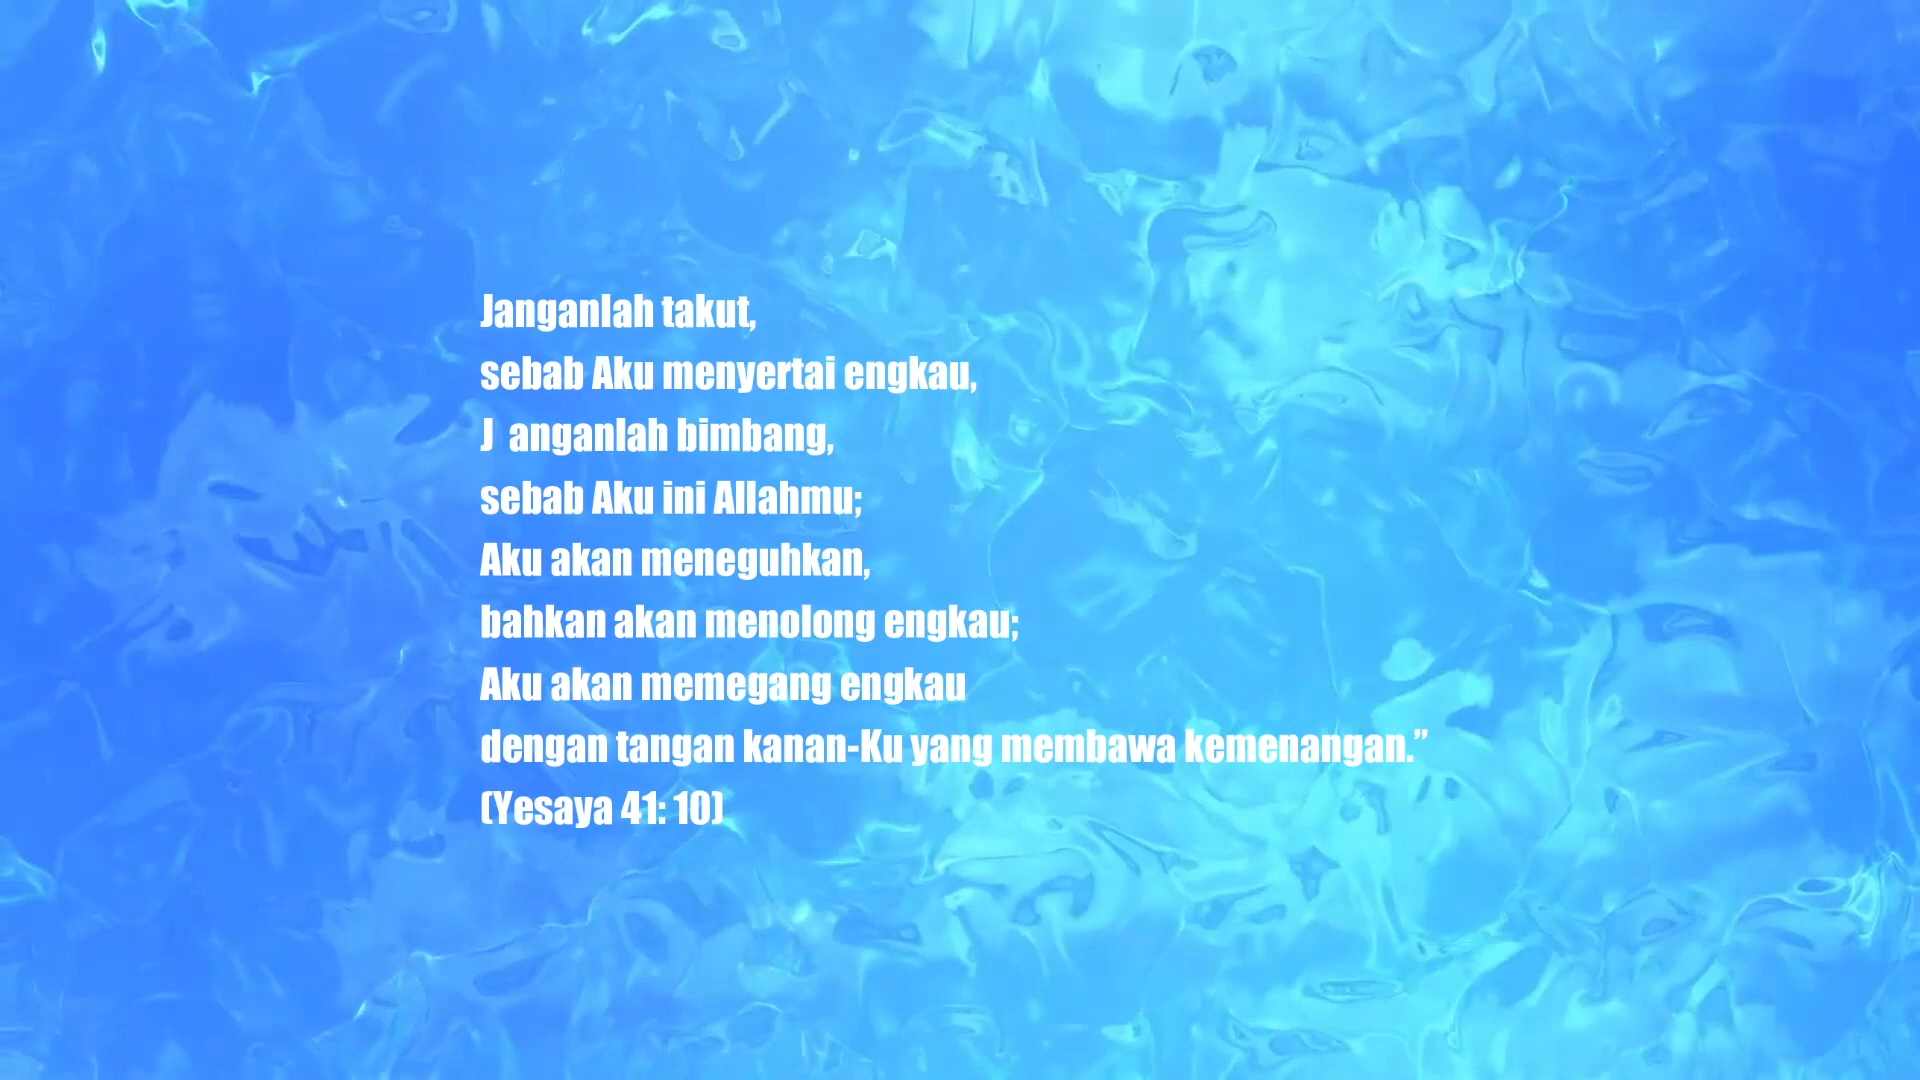 Janganlah takut,
sebab Aku menyertai engkau,
J  anganlah bimbang,
sebab Aku ini Allahmu;
Aku akan meneguhkan,
bahkan akan menolong engkau;
Aku akan memegang engkau
dengan tangan kanan-Ku yang membawa kemenangan.”
(Yesaya 41: 10)